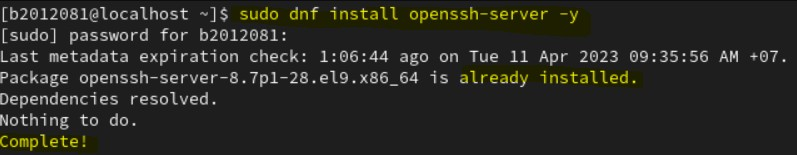 [b2012081@localhost ~]$ sudo dnf install openssh-server -y
[sudo] password for b2012081:
Last metadata expiration check: 1:06:44 ago on Tue 11 Apr 2023 09:35:56 AM +07.
Package openssh-server-8.7p1-28.el9.x86_64 is already installed.
Dependencies resolved.
Nothing to do.
Complete!